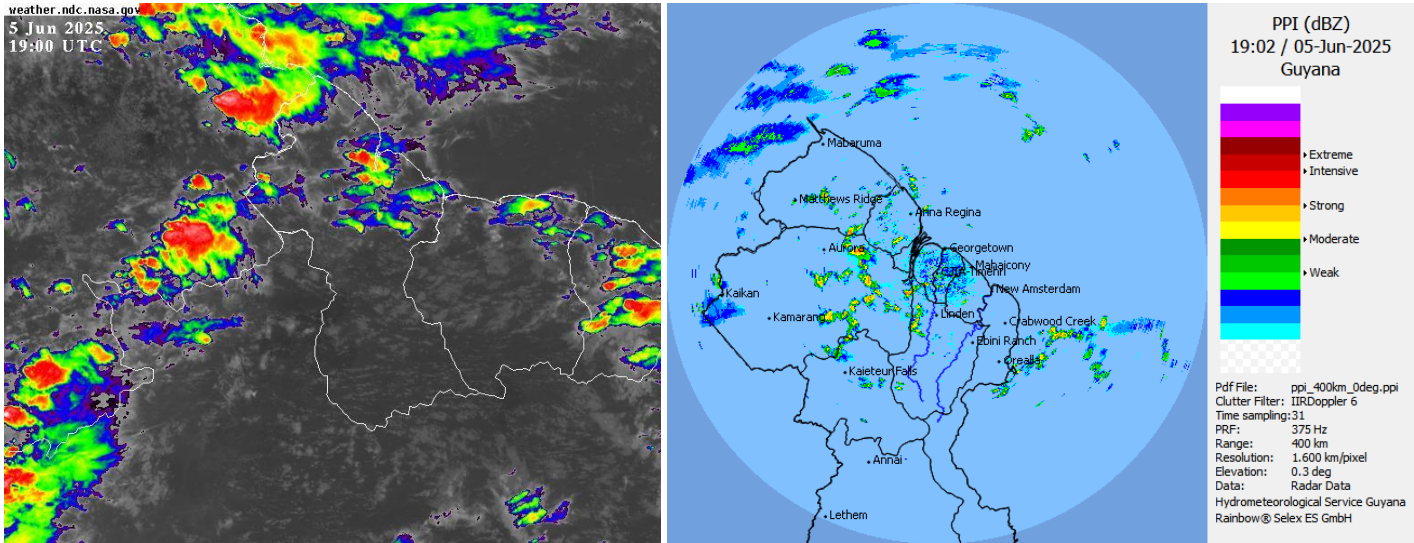 weather.ndc.nasa.gov
5 Jun 2025
19:00 UTC
Mabaruma
Matthews Ridge
Anna Regina
Aurora
Georgetown
Mahaicony
CJIA-Timehri
New Amsterdam
Kaikan
Kamarang
Linden
Crabwood Creek
Ebini Ranch
Orealla
Kaieteur Falls
Annai
Lethem
PPI (dBZ)
19:02 / 05-Jun-2025
Guyana
Extreme
Intensive
Strong
Moderate
Weak
Pdf File: ppi_400km_0deg.ppi
Clutter Filter: IIRDoppler 6
Time sampling:31
PRF: 375 Hz
Range: 400 km
Resolution: 1.600 km/pixel
Elevation: 0.3 deg
Data: Radar Data
Hydrometeorological Service Guyana
Rainbow® Selex ES GmbH